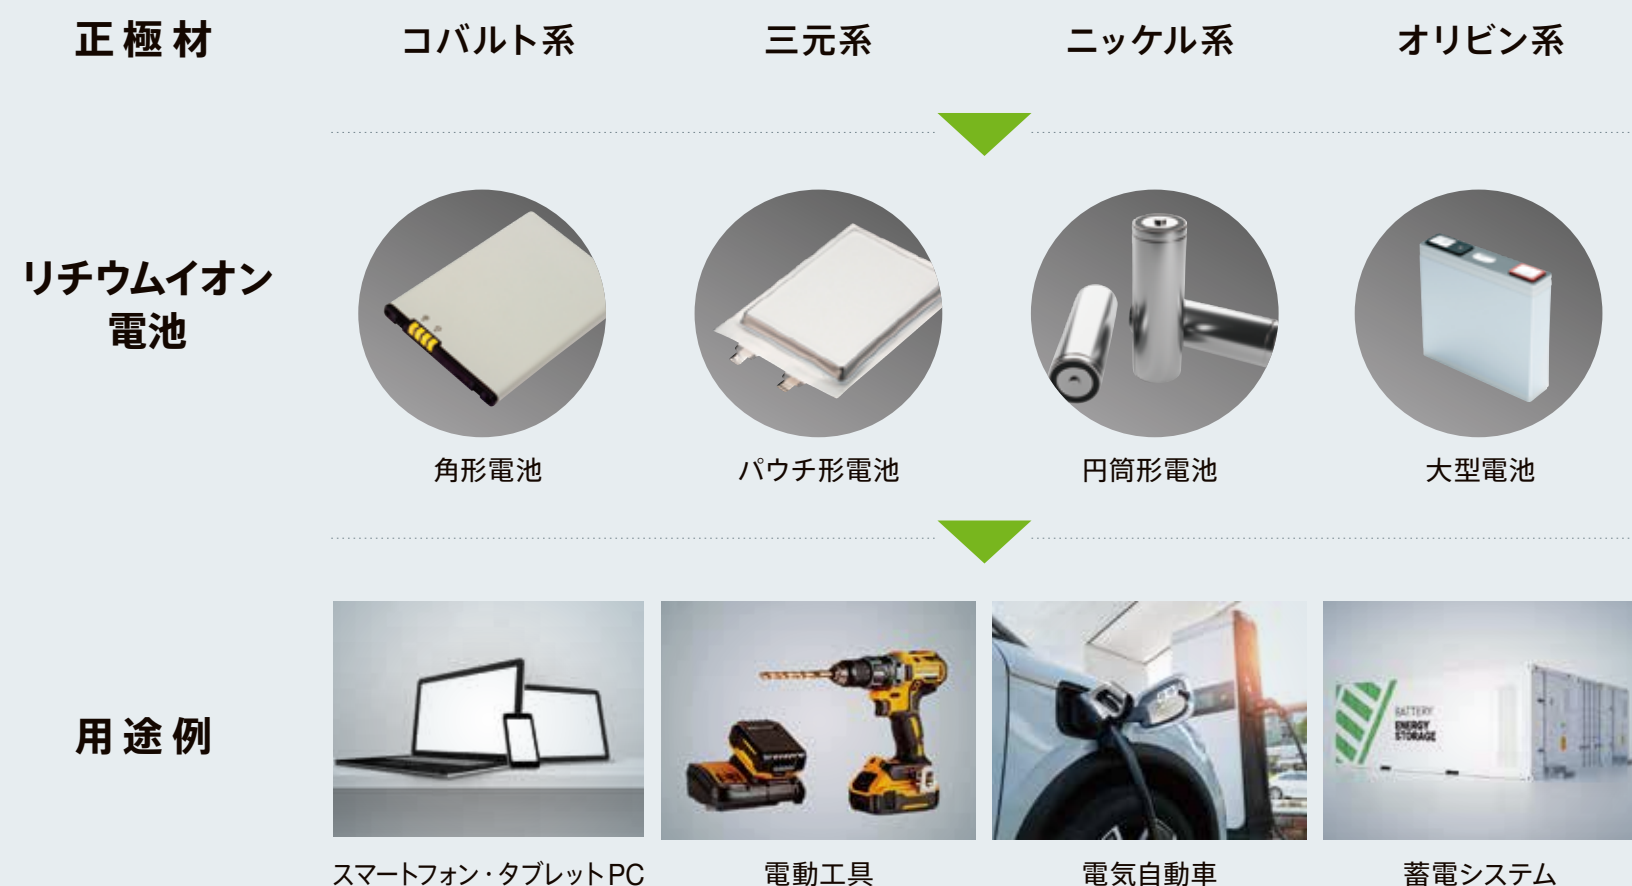 正極材
コバルト系
三元系
ニッケル系
オリビン系
リチウムイオン
電池
角形電池
パウチ形電池
円筒形電池
大型電池
用途例
BATTERY
ENERGY
STORAGE
スマートフォン・タブレットPC
電動工具
電気自動車
蓄電システム